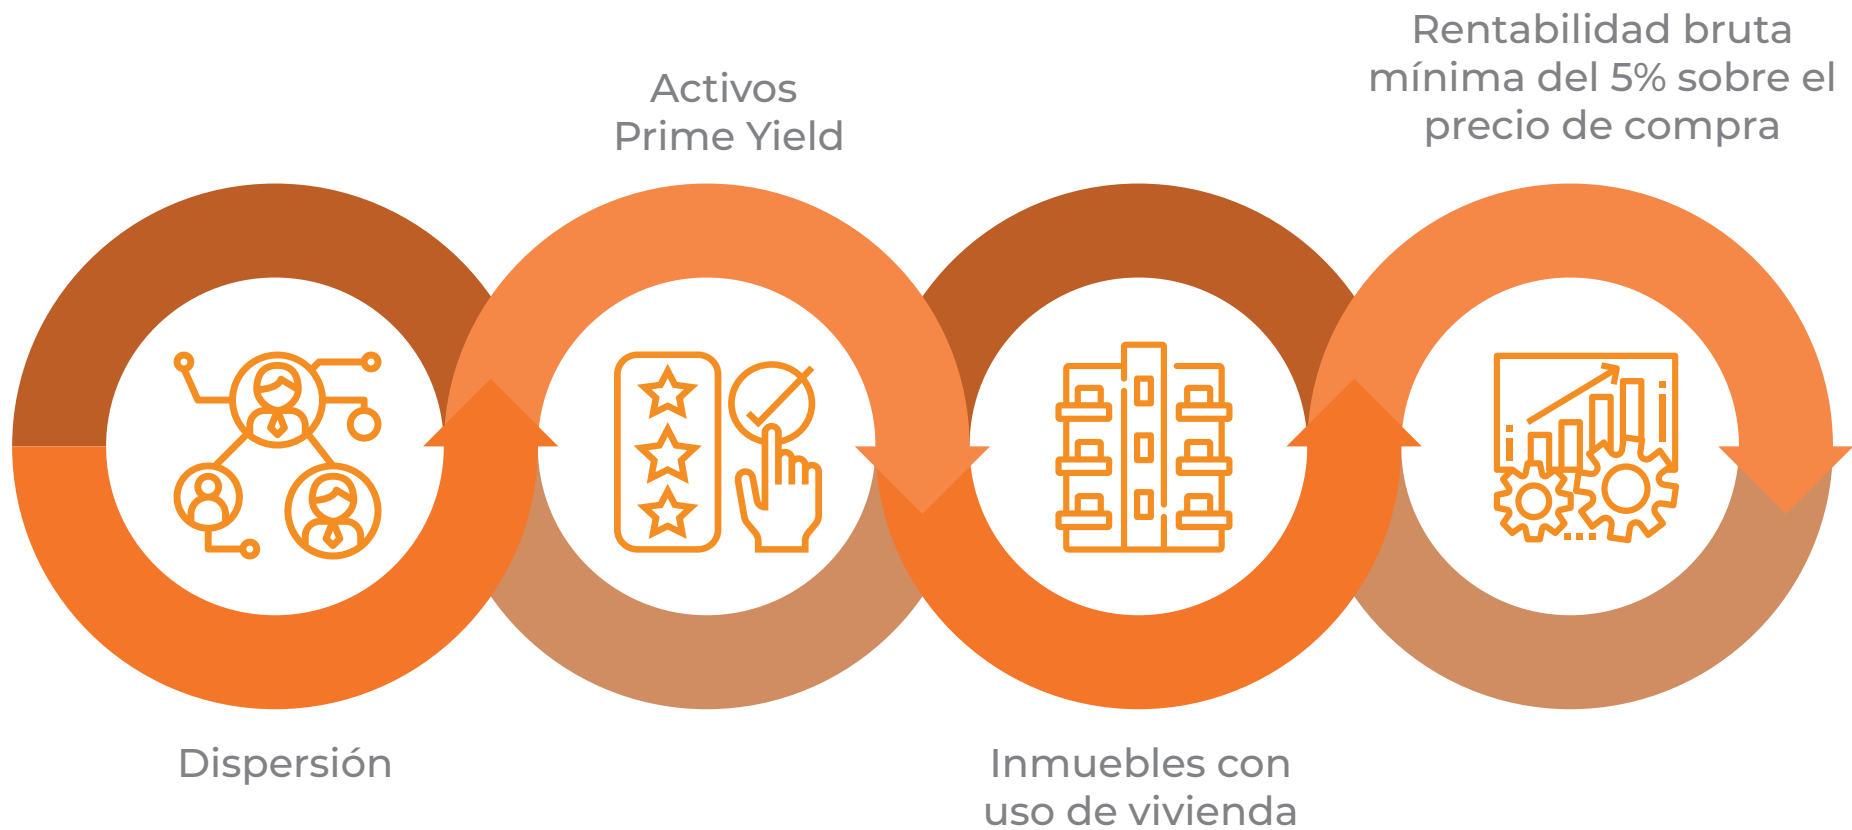 Dispersión
Activos
Prime Yield
Inmuebles con
uso de vivienda
Rentabilidad bruta
mínima del 5% sobre el
precio de compra